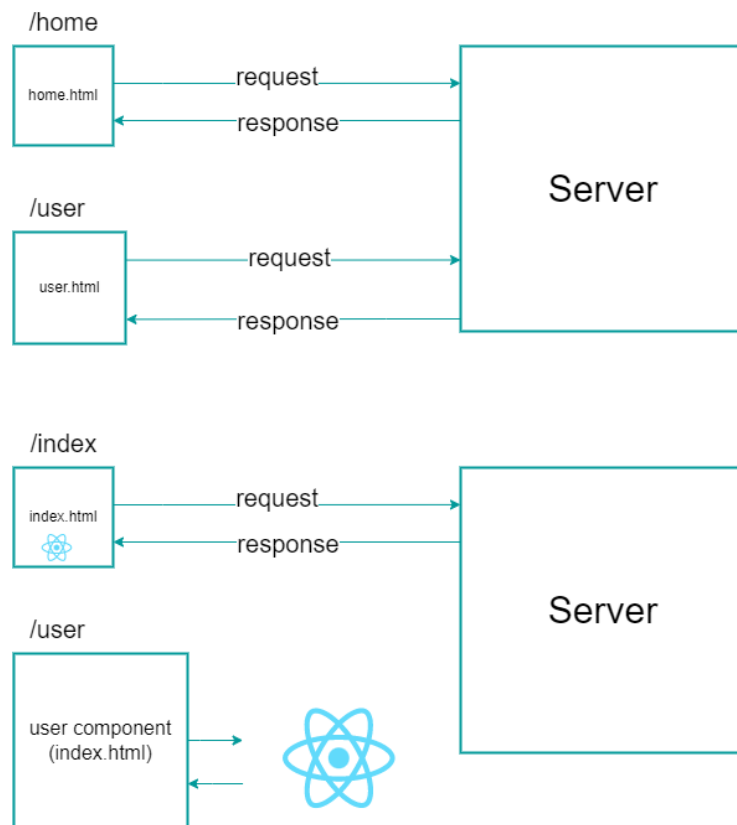 /home
home.html
request
response
Server
/user
user.html
request
response
/index
index.html
request
response
Server
/user
user component
(index.html)